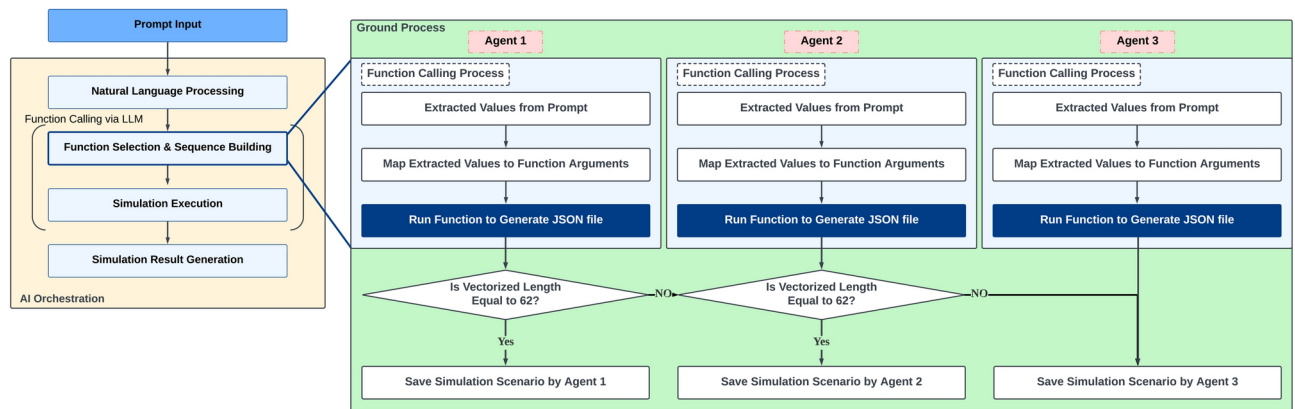 Prompt Input
Natural Language Processing
Function Calling via LLM
Function Selection & Sequence Building
Simulation Execution
Simulation Result Generation
AI Orchestration
Ground Process
Agent 1
Agent 2
Agent 3
Function Calling Process
Extracted Values from Prompt
Map Extracted Values to Function Arguments
Run Function to Generate JSON file
Function Calling Process
Extracted Values from Prompt
Map Extracted Values to Function Arguments
Run Function to Generate JSON file
Function Calling Process
Extracted Values from Prompt
Map Extracted Values to Function Arguments
Run Function to Generate JSON file
Is Vectorized Length
Equal to 62?
NO
Is Vectorized Length
Equal to 62?
NO
Yes
Yes
Save Simulation Scenario by Agent 1
Save Simulation Scenario by Agent 2
Save Simulation Scenario by Agent 3